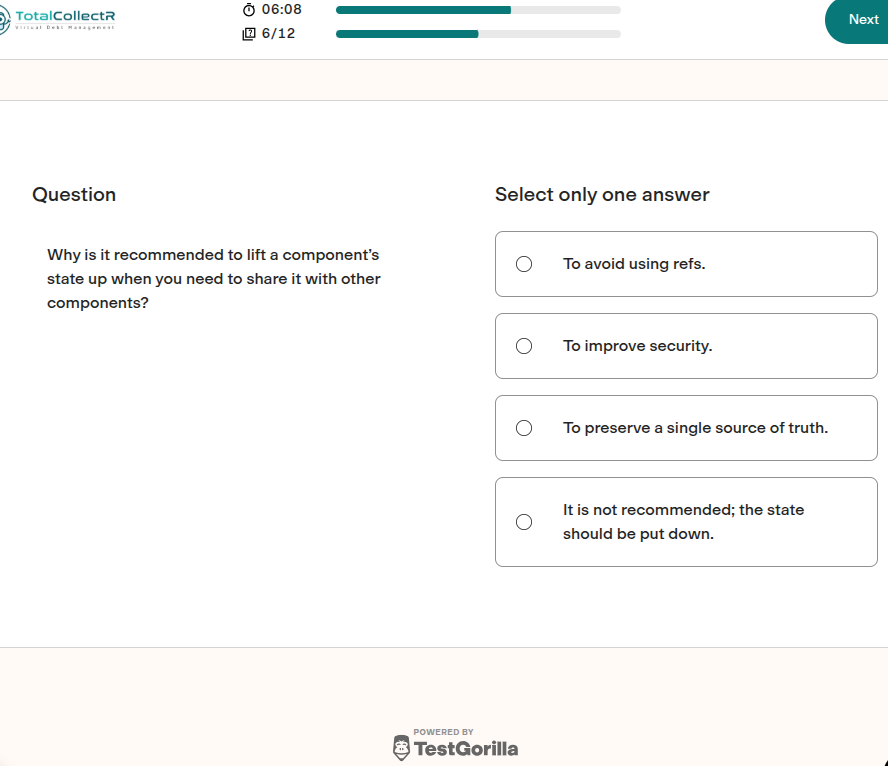 TotalCollectR
Virtual Debt Management
06:08
6/12
Next
Question
Select only one answer
Why is it recommended to lift a component’s
state up when you need to share it with other
components?
To avoid using refs.
To improve security.
To preserve a single source of truth.
It is not recommended; the state
should be put down.
POWERED BY
TestGorilla